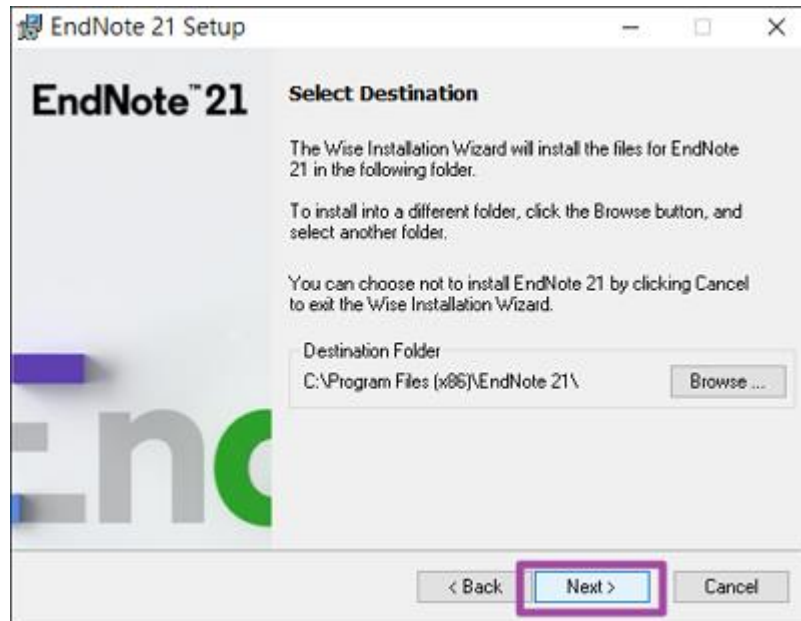 EndNote 21 Setup
EndNote™21
Select Destination
The Wise Installation Wizard will install the files for EndNote
21 in the following folder.
To install into a different folder, click the Browse button, and
select another folder.
You can choose not to install EndNote 21 by clicking Cancel
to exit the Wise Installation Wizard.
Destination Folder
C:\Program Files (x86)\EndNote 21\
Browse ...
En
< Back
Next >
Cancel